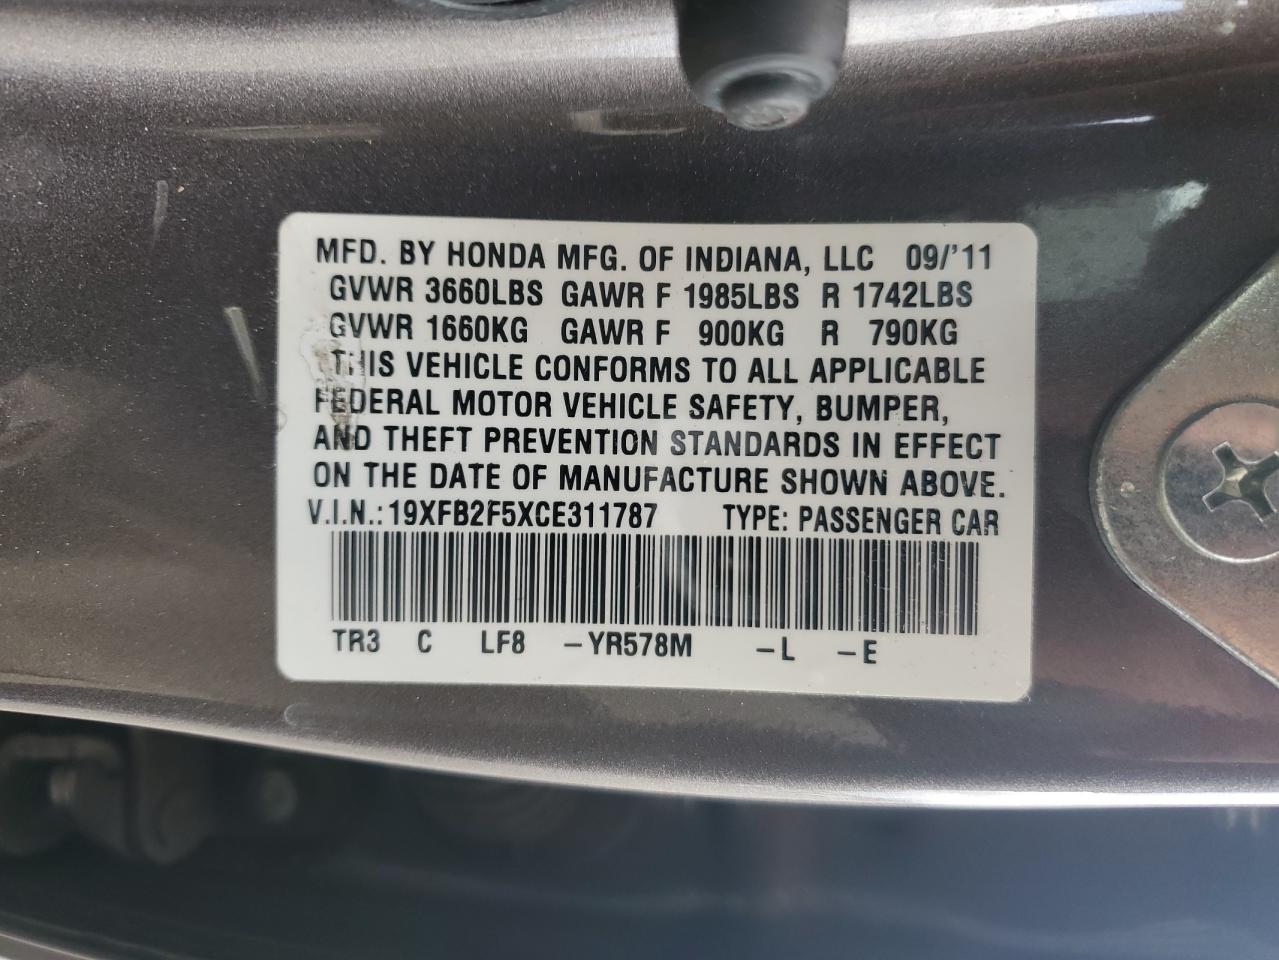 MFD. BY HONDA MFG. OF INDIANA, LLC 09/'11
GVWR 3660LBS GAWR F 1985LBS R 1742LBS
GVWR 1660KG GAWR F 900KG R 790KG
THIS VEHICLE CONFORMS TO ALL APPLICABLE
FEDERAL MOTOR VEHICLE SAFETY, BUMPER,
AND THEFT PREVENTION STANDARDS IN EFFECT
ON THE DATE OF MANUFACTURE SHOWN ABOVE.
V.I.N.: 19XFB2F5XCE311787 TYPE: PASSENGER CAR
TR3 C LF8 -YR578M -L -E